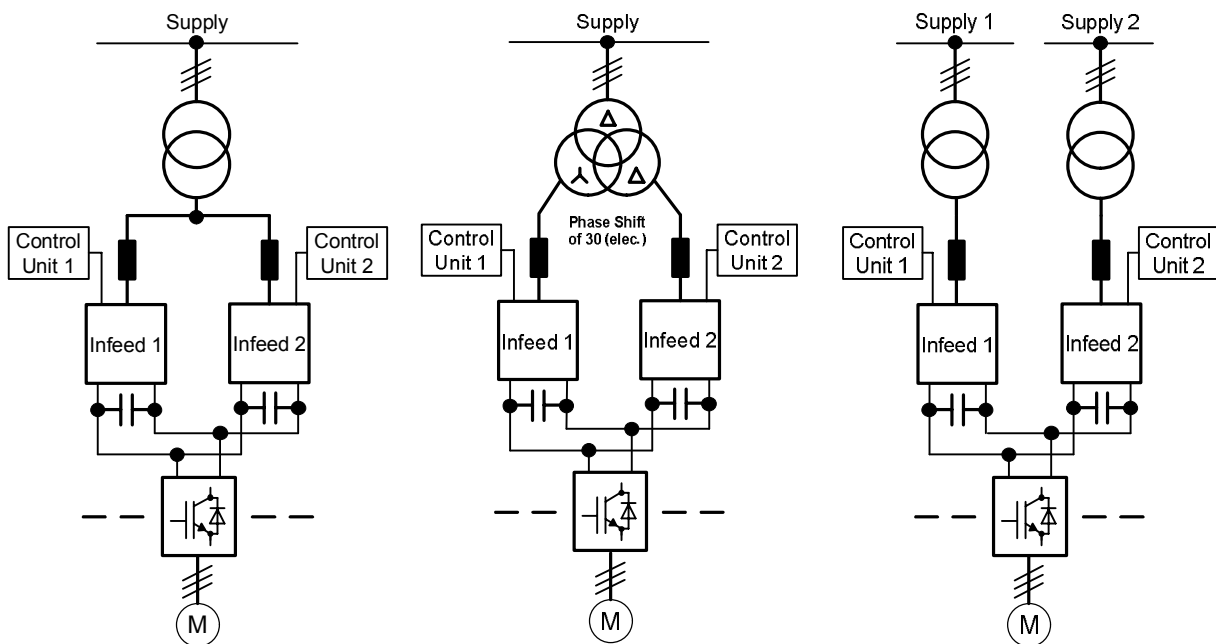 Supply
Control
Unit 1
Control
Unit 2
Infeed 1
Infeed 2
M
Supply
Δ
Δ
Phase Shift
of 30 (elec.)
Control
Unit 1
Control
Unit 2
Infeed 1
Infeed 2
M
Supply 1
Supply 2
Control
Unit 1
Control
Unit 2
Infeed 1
Infeed 2
M